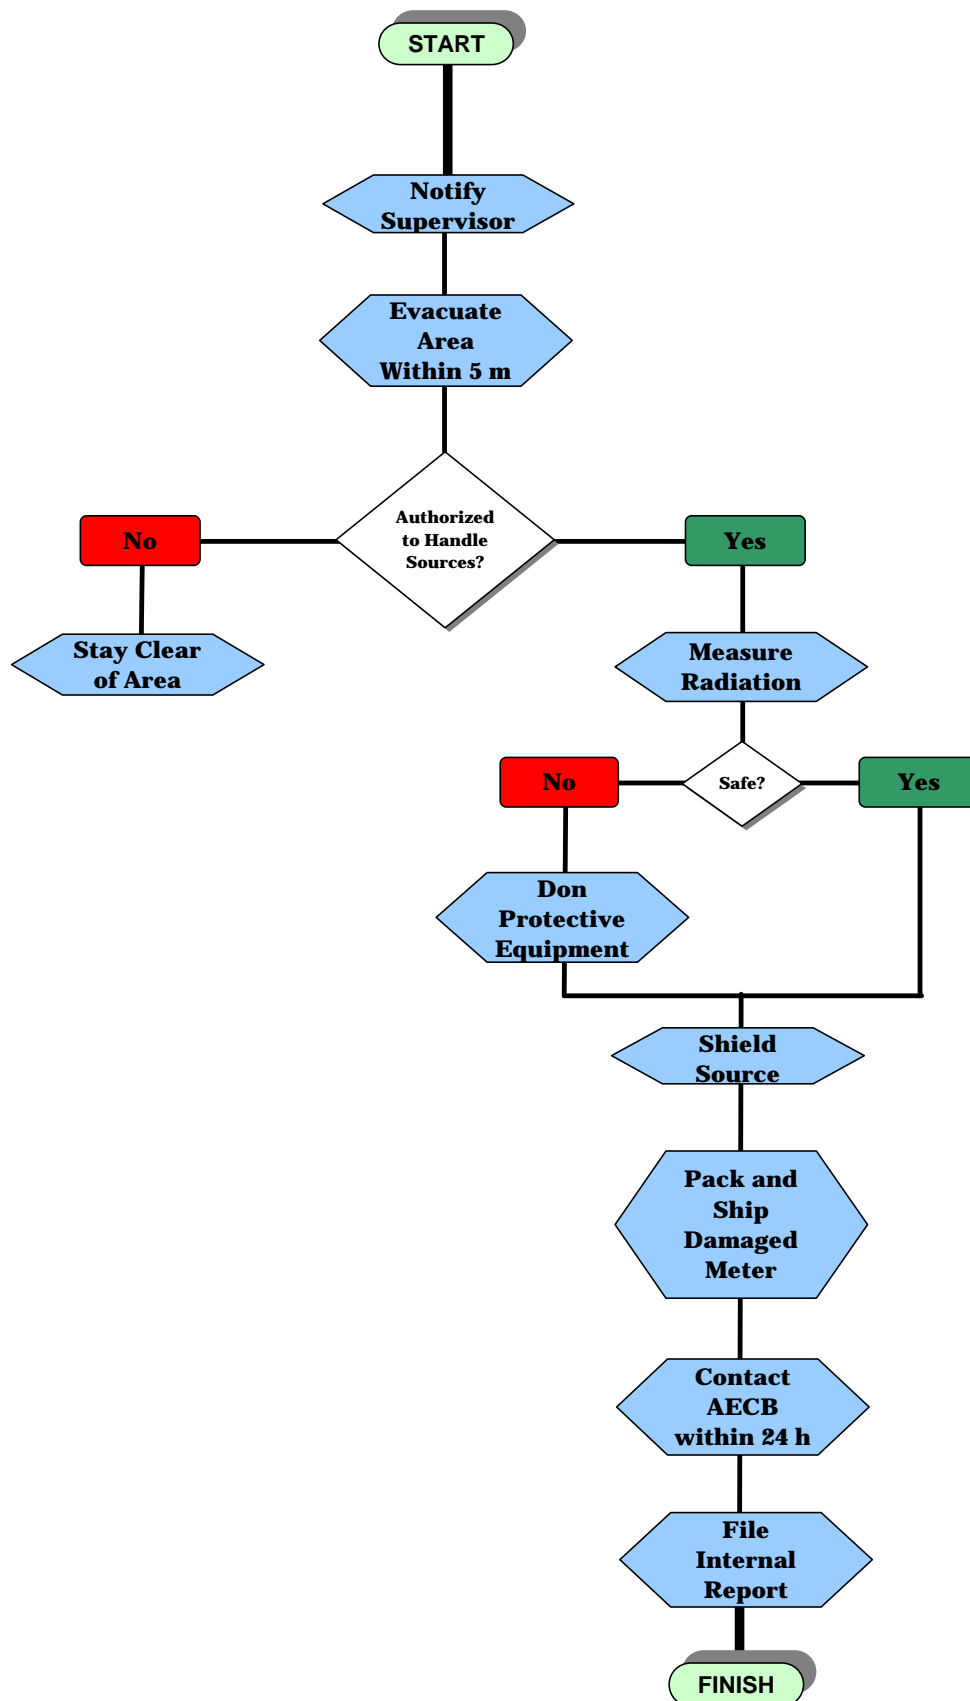 START
Notify
Supervisor
Evacuate
Area
Within 5 m
Authorized
to Handle
Sources?
No
Yes
Stay Clear
of Area
Measure
Radiation
Safe?
No
Yes
Don
Protective
Equipment
Shield
Source
Pack and
Ship
Damaged
Meter
Contact
AECB
within 24 h
File
Internal
Report
FINISH